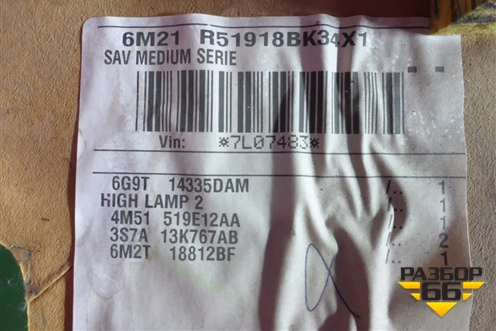 6M21 R51918BK34X1
SAV MEDIUM SERIE
Vin: *7L07483*
6G9T 14335DAM /.. 1
HIGH LAMP 2 1
4M51 519E12AA /.. 1
3S7A 13K767AB /.. 2
6M2T 18812BF /.. 1
РАЗБОР
66